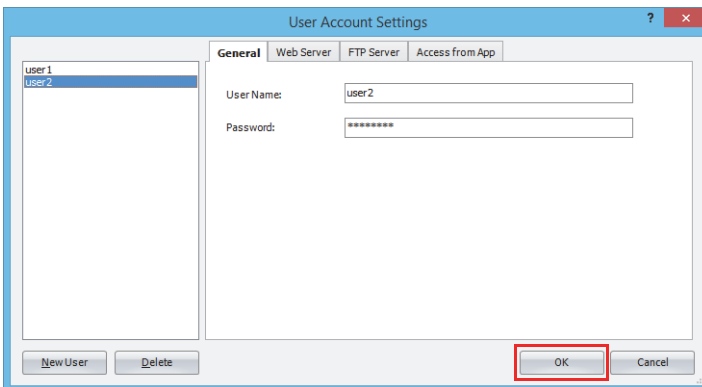 User Account Settings
?
×
General
Web Server
FTP Server
Access from App
user1
user2
User Name:
user2
Password:
********
New User
Delete
OK
Cancel